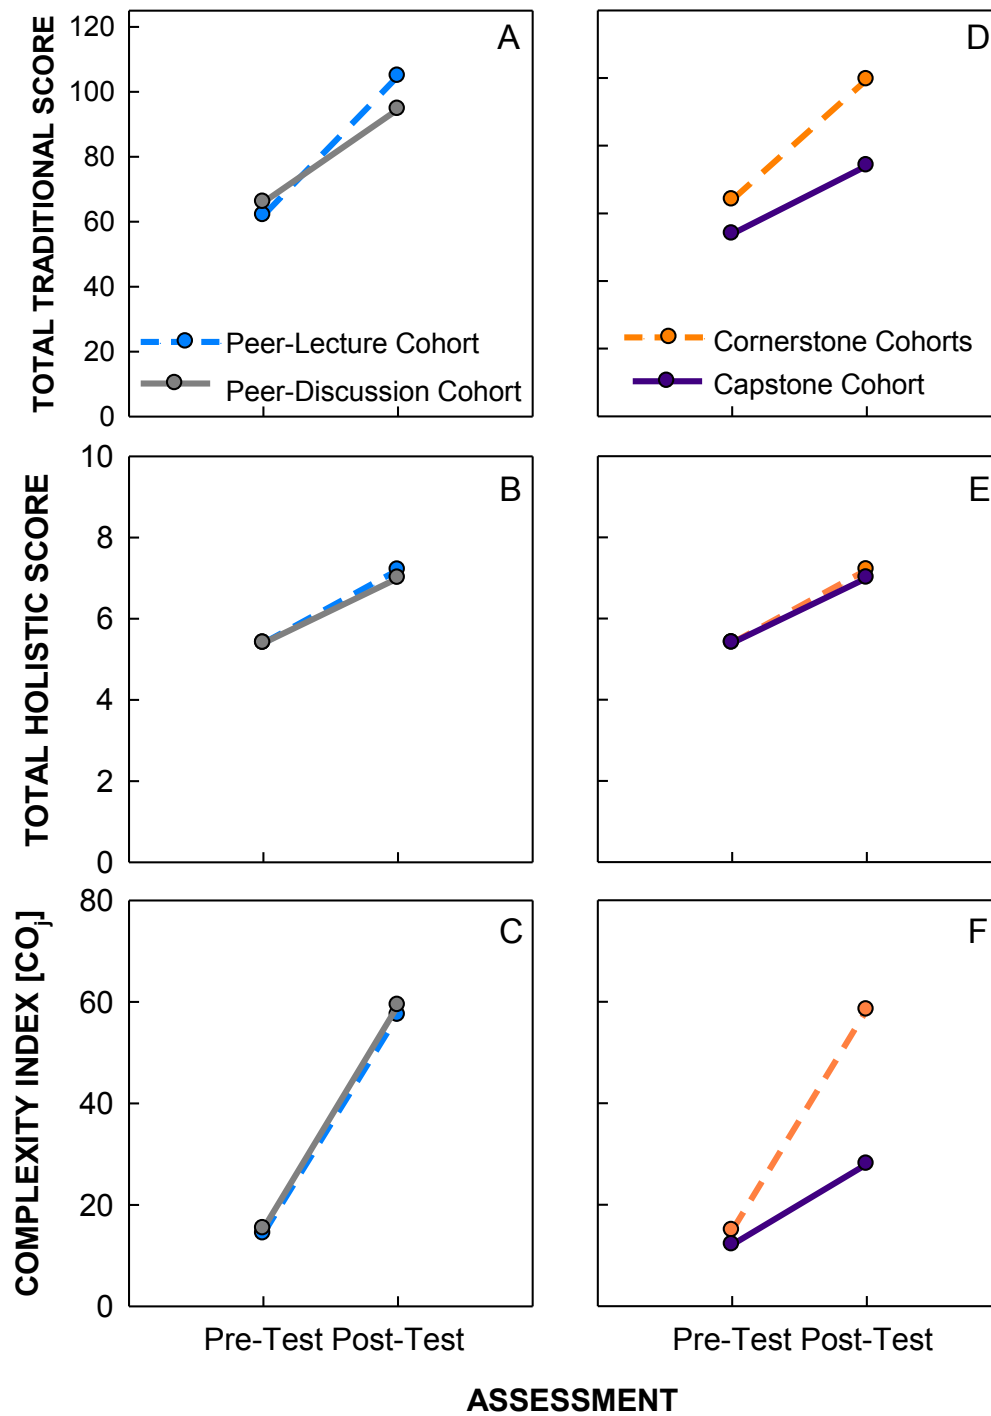 TOTAL TRADITIONAL SCORE
120
100
80
60
40
20
0
A
Peer-Lecture Cohort
Peer-Discussion Cohort
D
Cornerstone Cohorts
Capstone Cohort
TOTAL HOLISTIC SCORE
10
8
6
4
2
0
B
E
COMPLEXITY INDEX [COj]
80
60
40
20
0
C
F
Pre-Test Post-Test
Pre-Test Post-Test
ASSESSMENT